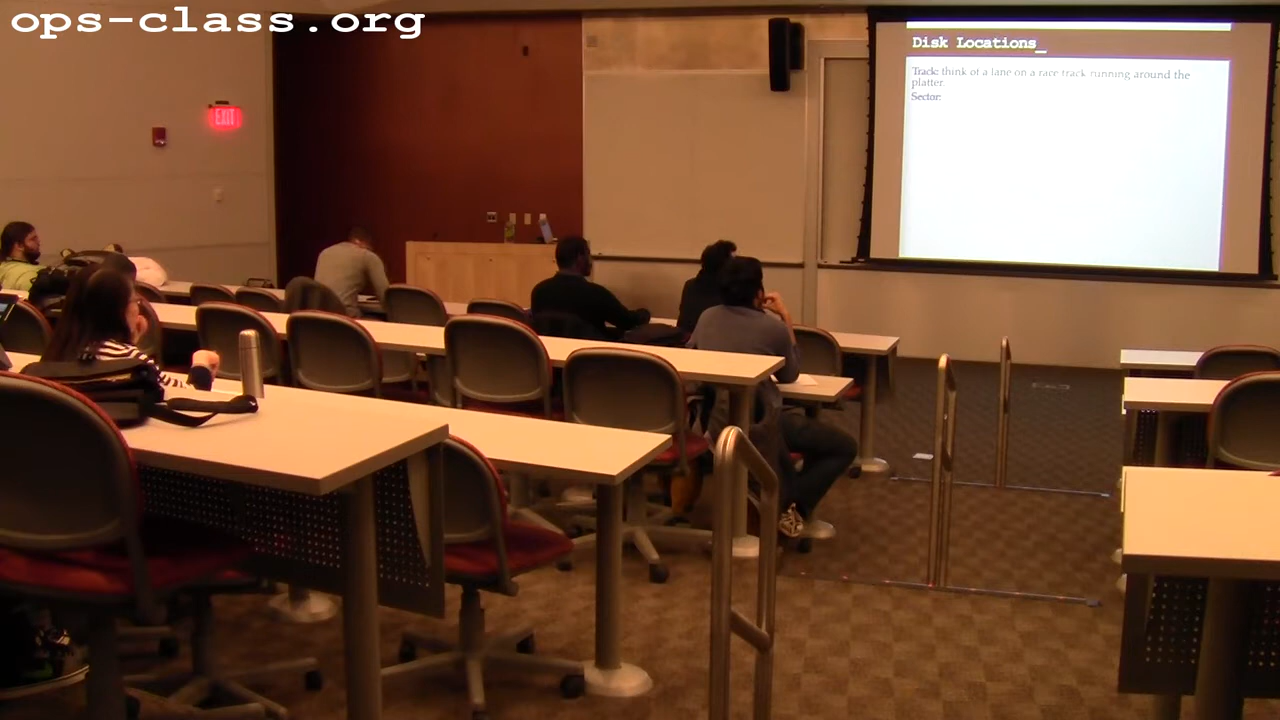 ops-class.org
EXIT
Disk Locations_
Track: think of a lane on a race track running around the
platter.
Sector: